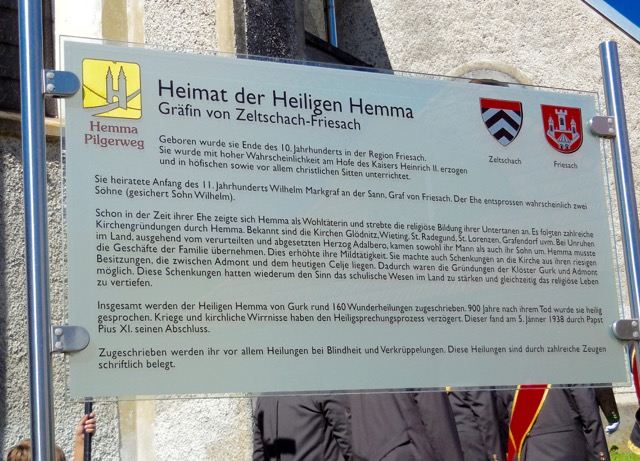 Heimat der Heiligen Hemma
Gräfin von Zeltschach-Friesach
Hemma
Pilgerweg
Zeltschach
Friesach
Geboren wurde sie Ende des 10. Jahrhunderts in der Region Friesach.
Sie wurde mit hoher Wahrscheinlichkeit am Hofe des Kaisers Heinrich II. erzogen
und in höfischen sowie vor allem christlichen Sitten unterrichtet.
Sie heiratete Anfang des 11. Jahrhunderts Wilhelm Markgraf an der Sann, Graf von Friesach. Der Ehe entsprossen wahrscheinlich zwei
Söhne (gesichert Sohn Wilhelm).
Schon in der Zeit ihrer Ehe zeigte sich Hemma als Wohltäterin und strebte die religiöse Bildung ihrer Untertanen an. Es folgten zahlreiche
Kirchengründungen durch Hemma. Bekannt sind die Kirchen Glödnitz, Wieting, St. Radegund, St. Lorenzen, Grafendorf uvm. Bei Unruhen
im Land, ausgehend vom verurteilten und abgesetzten Herzog Adalbero, kamen sowohl ihr Mann als auch ihr Sohn um. Hemma musste
die Geschäfte der Familie übernehmen. Dies erhöhte ihre Mildtätigkeit. Sie machte auch Schenkungen an die Kirche aus ihren riesigen
Besitzungen, die zwischen Admont und dem heutigen Celje liegen. Dadurch waren die Gründungen der Klöster Gurk und Admont
möglich. Diese Schenkungen hatten wiederum den Sinn das schulische Wesen im Land zu stärken und gleichzeitig das religiöse Leben
zu vertiefen.
Insgesamt werden der Heiligen Hemma von Gurk rund 160 Wunderheilungen zugeschrieben. 900 Jahre nach ihrem Tod wurde sie heilig
gesprochen. Kriege und kirchliche Wirrnisse haben den Heiligsprechungsprozess verzögert. Dieser fand am 5. Jänner 1938 durch Papst
Pius XI. seinen Abschluss.
Zugeschrieben werden ihr vor allem Heilungen bei Blindheit und Verkrüppelungen. Diese Heilungen sind durch zahlreiche Zeugen
schriftlich belegt.